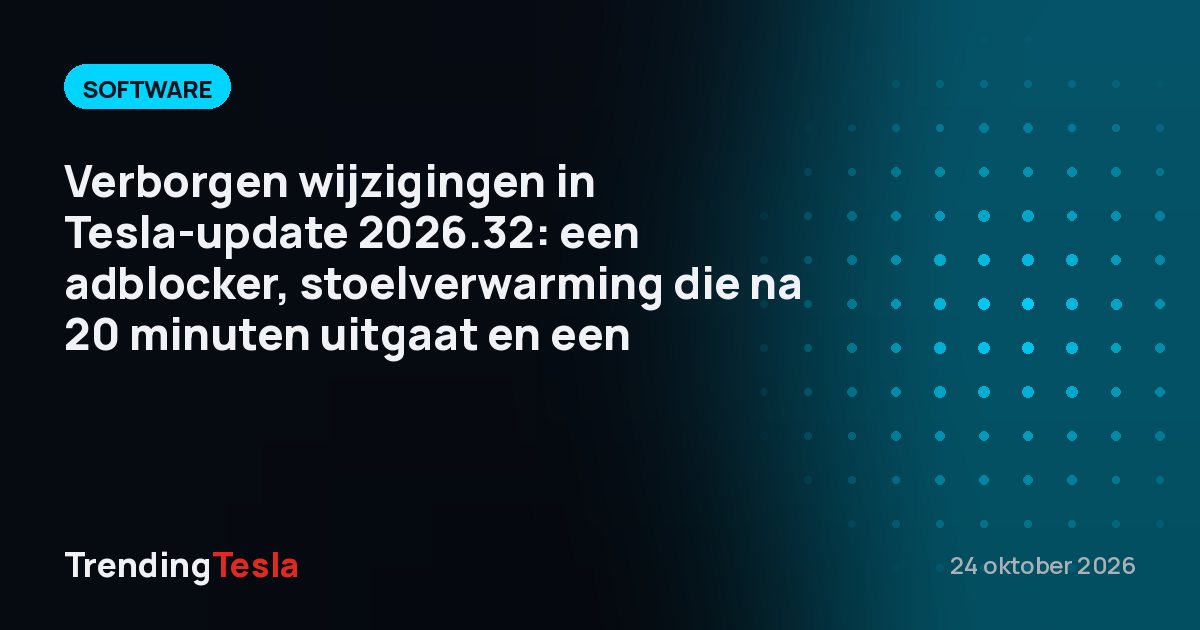 SOFTWARE
Verborgen wijzigingen in
Tesla-update 2026.32: een
adblocker, stoelverwarming die na
20 minuten uitgaat en een
TrendingTesla
24 oktober 2026